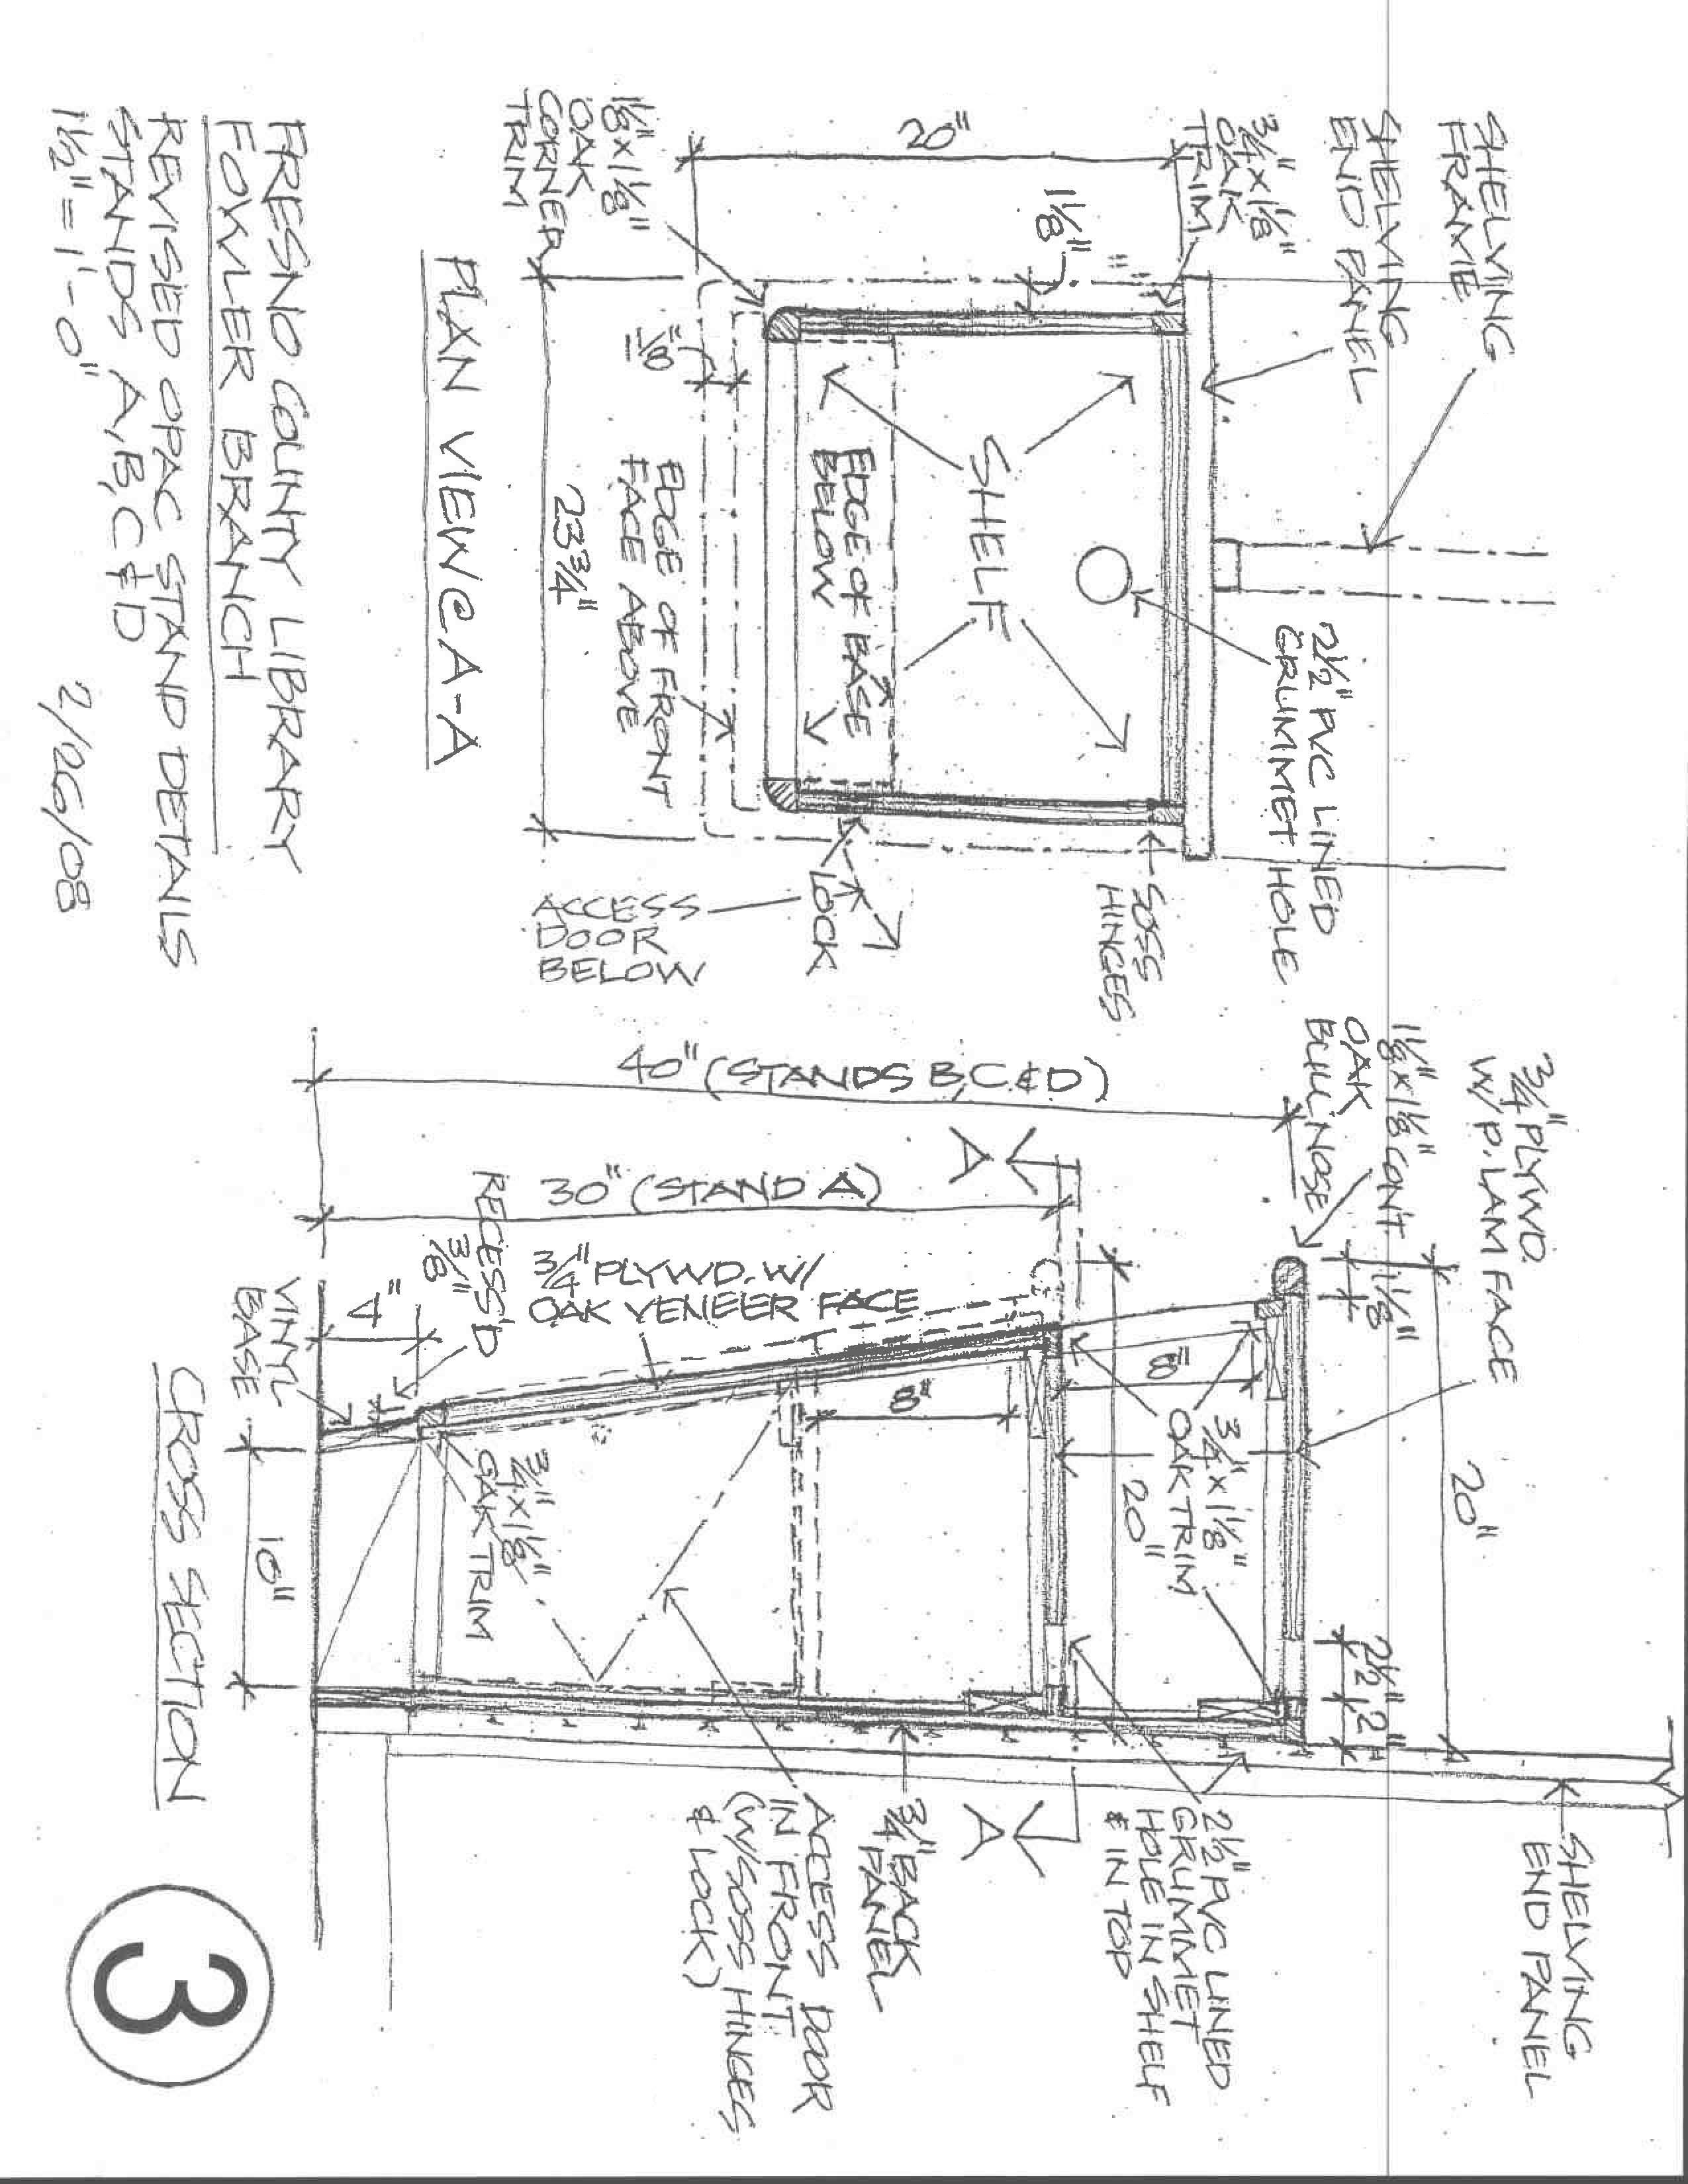 SHELVING
FRAME
SHELVING
END PANEL
3/4" x 1 1/8"
OAK
TRIM
20"
1 1/8"
1 1/8" x 1 1/8"
OAK
CORNER
TRIM
2 1/2" PVC LINED
GRUMMET HOLE
SHELF
EDGE OF BASE
BELOW
1/8"
EDGE OF FRONT
FACE ABOVE
23 3/4"
SOSS
HINGES
LOCK
ACCESS
DOOR
BELOW
PLAN VIEW @ A-A
FRESNO COUNTY LIBRARY
FOWLER BRANCH
REVISED OPAC STAND DETAILS
STANDS A, B, C & D
1 1/2" = 1'-0"
2/26/08
3/4" PLYWD.
W/ P. LAM FACE
1 1/8" x 1 1/8" CONT.
OAK
BULLNOSE
40" (STANDS B, C & D)
A
30" (STAND A)
1 1/8"
20"
8"
3/4" x 1 1/8"
OAK TRIM
20"
2 1/2"
2"
3/4" PLYWD. W/
OAK VENEER FACE
RECESS'D
3/8"
4"
VINYL
BASE
8"
3/4" x 1 1/8"
OAK TRIM
10"
SHELVING
END PANEL
2 1/2" PVC LINED
GRUMMET
HOLE IN SHELF
& IN TOP
A
3/4" BACK
PANEL
ACCESS DOOR
IN FRONT
(W/SOSS HINGES
& LOCK)
CROSS SECTION
3